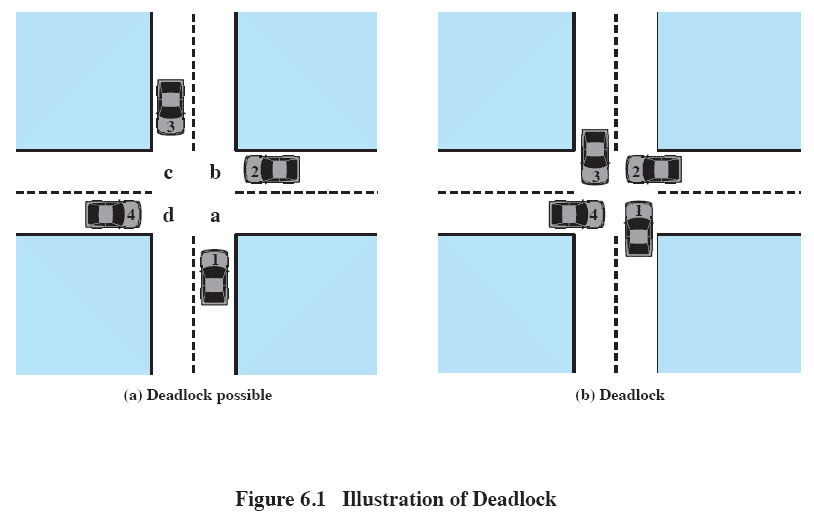 3
c b 2
4 d a
1
(a) Deadlock possible
3 2
4 1
(b) Deadlock
Figure 6.1 Illustration of Deadlock